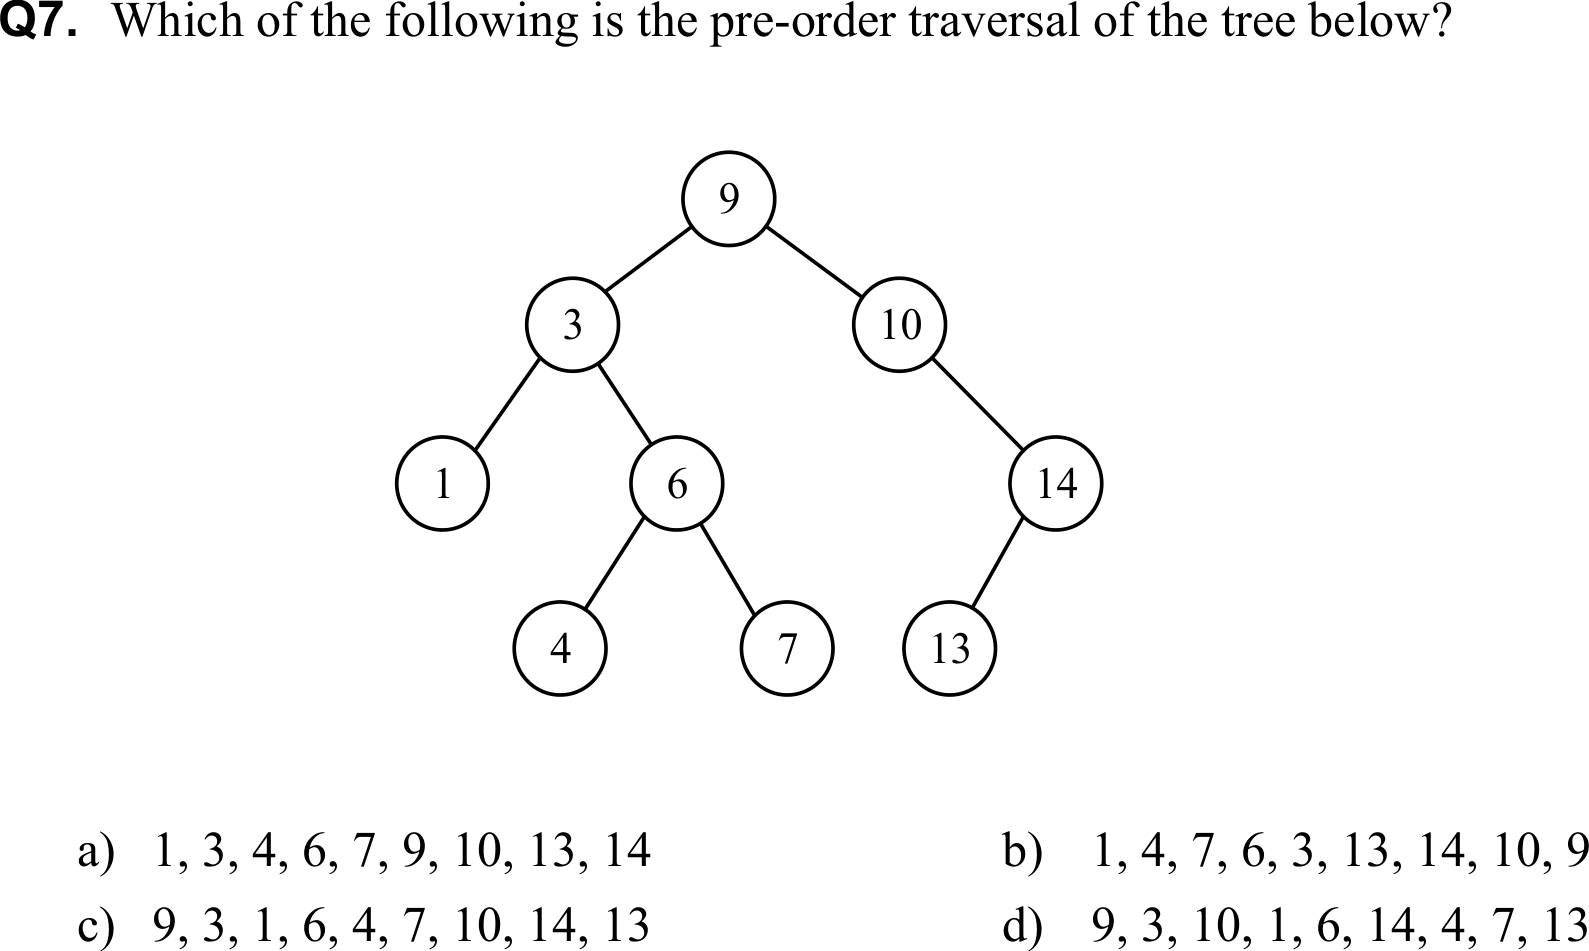 Q7. Which of the following is the pre-order traversal of the tree below?
9
3 10
1 6 14
4 7 13
a) 1, 3, 4, 6, 7, 9, 10, 13, 14 b) 1, 4, 7, 6, 3, 13, 14, 10, 9
c) 9, 3, 1, 6, 4, 7, 10, 14, 13 d) 9, 3, 10, 1, 6, 14, 4, 7, 13